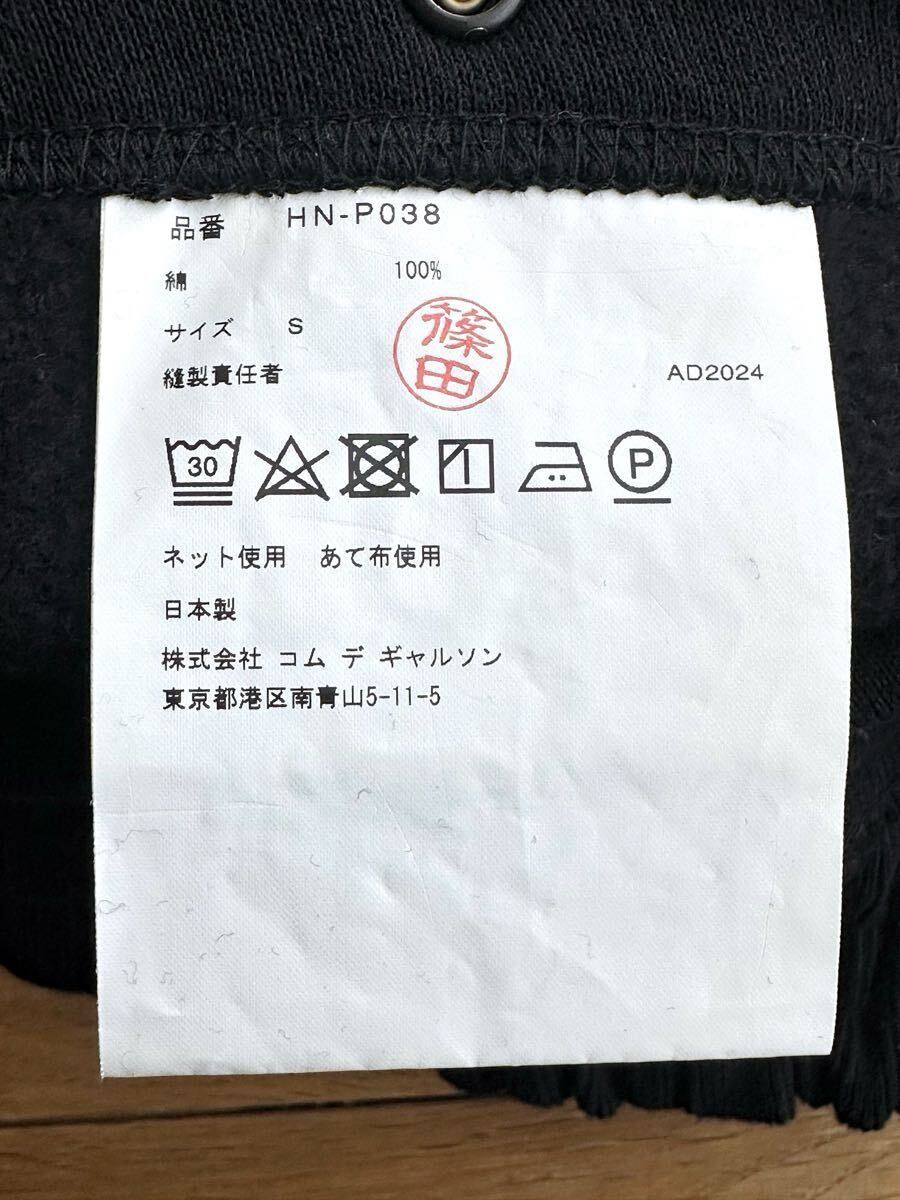 品番 HN-P038
綿 100%
サイズ S
縫製責任者 篠田 AD2024
30 P
ネット使用 あて布使用
日本製
株式会社 コム デ ギャルソン
東京都港区南青山5-11-5